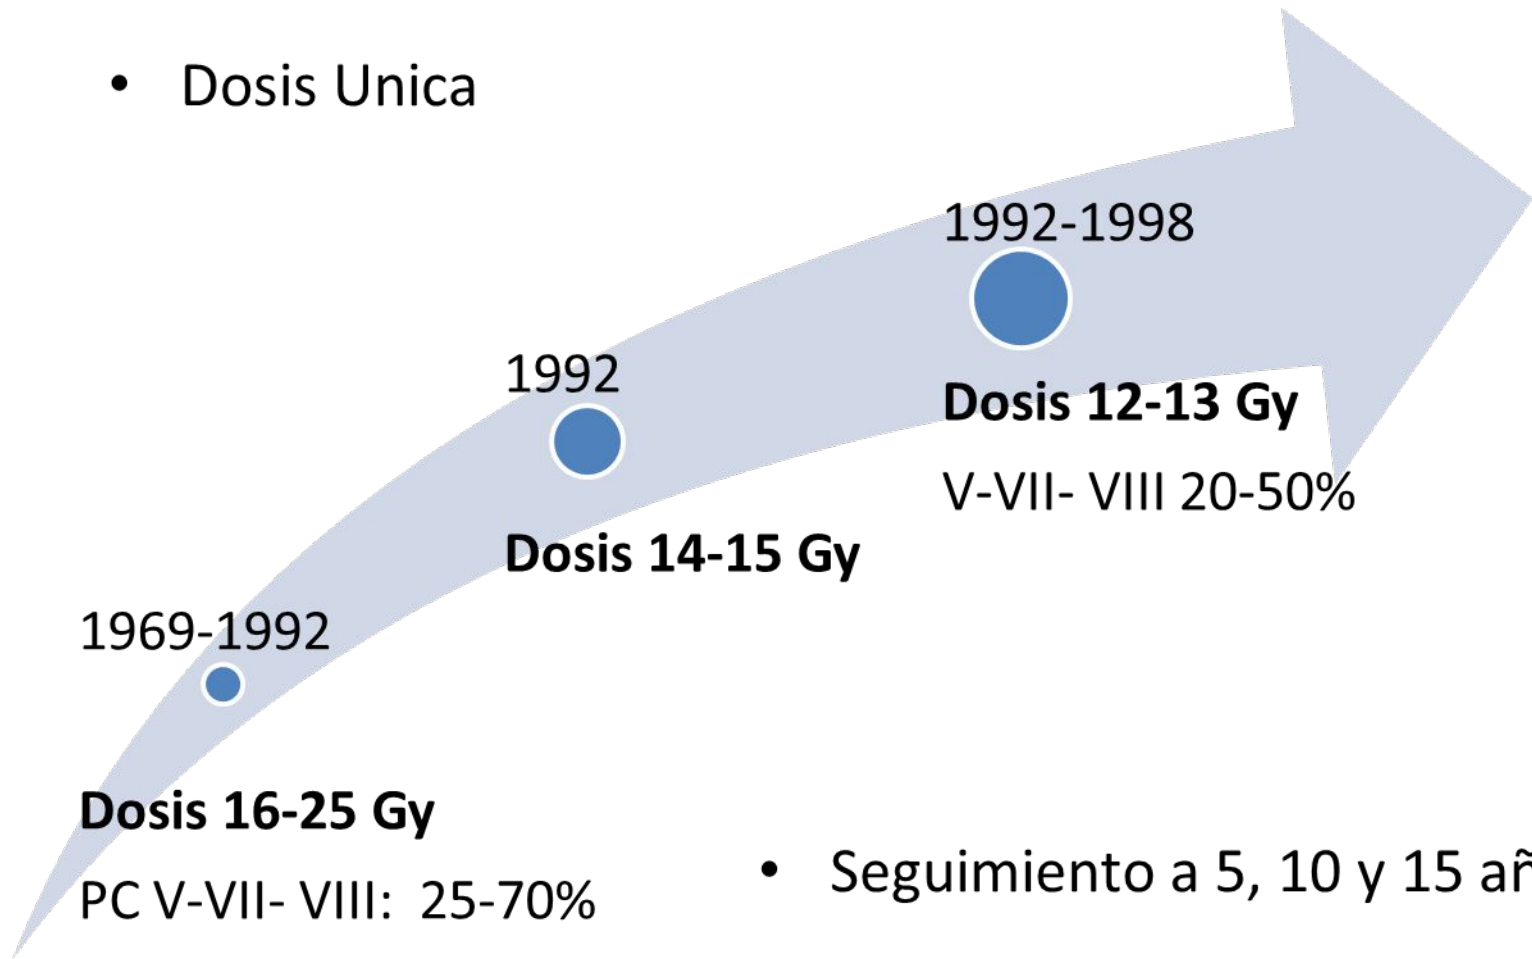 • Dosis Unica
1992-1998
Dosis 12-13 Gy
V-VII- VIII 20-50%
1992
Dosis 14-15 Gy
1969-1992
Dosis 16-25 Gy
PC V-VII- VIII:  25-70%
• Seguimiento a 5, 10 y 15